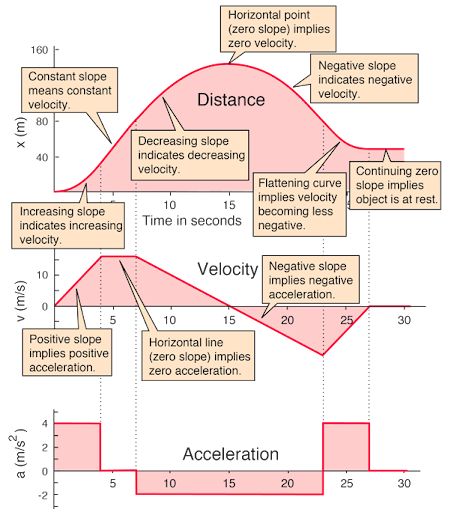 Horizontal point
(zero slope) implies
zero velocity.
160
Constant slope
means constant
velocity.
Negative slope
indicates negative
velocity.
Distance
x (m)
80
40
Decreasing slope
indicates decreasing
velocity.
Flattening curve
implies velocity
becoming less
negative.
Continuing zero
slope implies
object is at rest.
Increasing slope
indicates increasing
velocity.
10
15
20
Time in seconds
Velocity
Negative slope
implies negative
acceleration.
v (m/s)
10
0
5
10
15
20
25
30
Positive slope
implies positive
acceleration.
Horizontal line
(zero slope) implies
zero acceleration.
Acceleration
a (m/s²)
4
2
0
-2
5
10
15
20
25
30